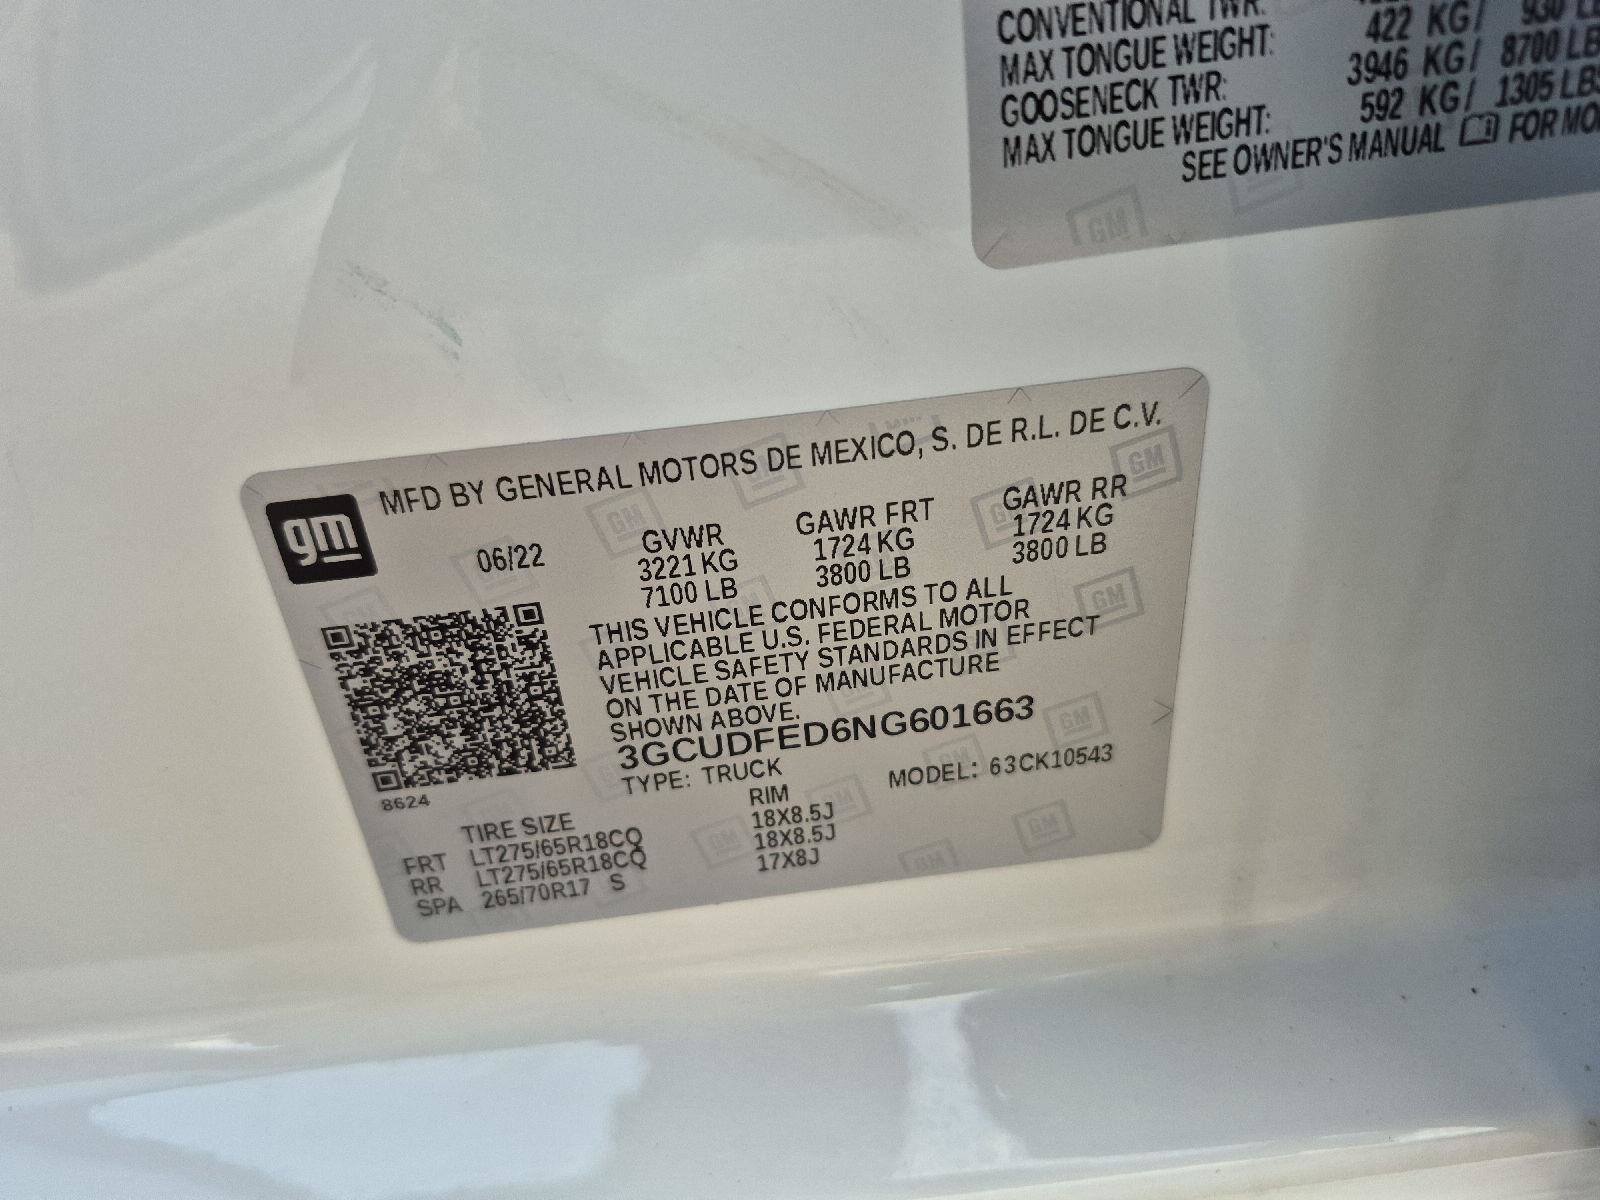 CONVENTIONAL TWR:
MAX TONGUE WEIGHT: 422 KG/ 930
GOOSENECK TWR: 3946 KG/ 8700 LB
MAX TONGUE WEIGHT: 592 KG/ 1305 LBS
SEE OWNER'S MANUAL FOR
GM
gm
MFD BY GENERAL MOTORS DE MEXICO, S. DE R.L. DE C.V.
06/22 GVWR GAWR FRT GAWR RR
3221 KG 1724 KG 1724 KG
7100 LB 3800 LB 3800 LB
THIS VEHICLE CONFORMS TO ALL
APPLICABLE U.S. FEDERAL MOTOR
VEHICLE SAFETY STANDARDS IN EFFECT
ON THE DATE OF MANUFACTURE
SHOWN ABOVE.
3GCUDFED6NG601663
TYPE: TRUCK MODEL: 63CK10543
8624
TIRE SIZE RIM
FRT LT275/65R18CQ 18X8.5J
RR LT275/65R18CQ 18X8.5J
SPA 265/70R17 S 17X8J